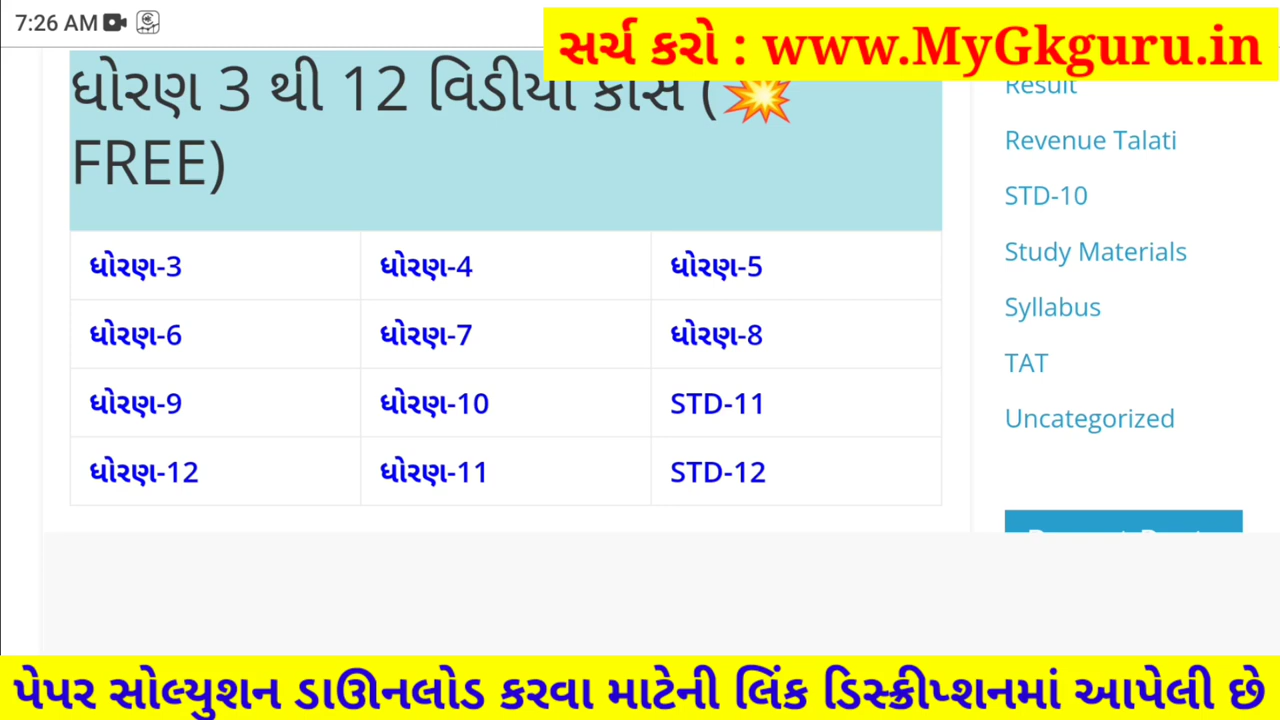 7:26 AM
સર્ચ કરો : www.MyGkguru.in
ધોરણ 3 થી 12 વિડીયો કાસ (💥
FREE)
ધોરણ-3 ધોરણ-4 ધોરણ-5
ધોરણ-6 ધોરણ-7 ધોરણ-8
ધોરણ-9 ધોરણ-10 STD-11
ધોરણ-12 ધોરણ-11 STD-12
Result
Revenue Talati
STD-10
Study Materials
Syllabus
TAT
Uncategorized
પેપર સોલ્યુશન ડાઊનલોડ કરવા માટેની લિંક ડિસ્ક્રીપ્શનમાં આપેલી છે